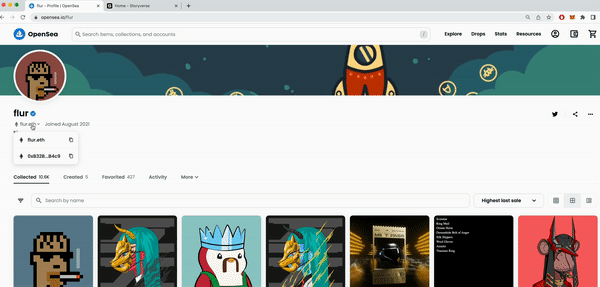 flur - Profile | OpenSea
Home - Storyverse
opensea.io/flur
OpenSea
Search items, collections, and accounts
/
Explore
Drops
Stats
Resources
flur
flur.eth
Joined August 2021
flur.eth
Collected 10.6K
Created 5
Favorited 427
Activity
More
Search by name
Highest last sale